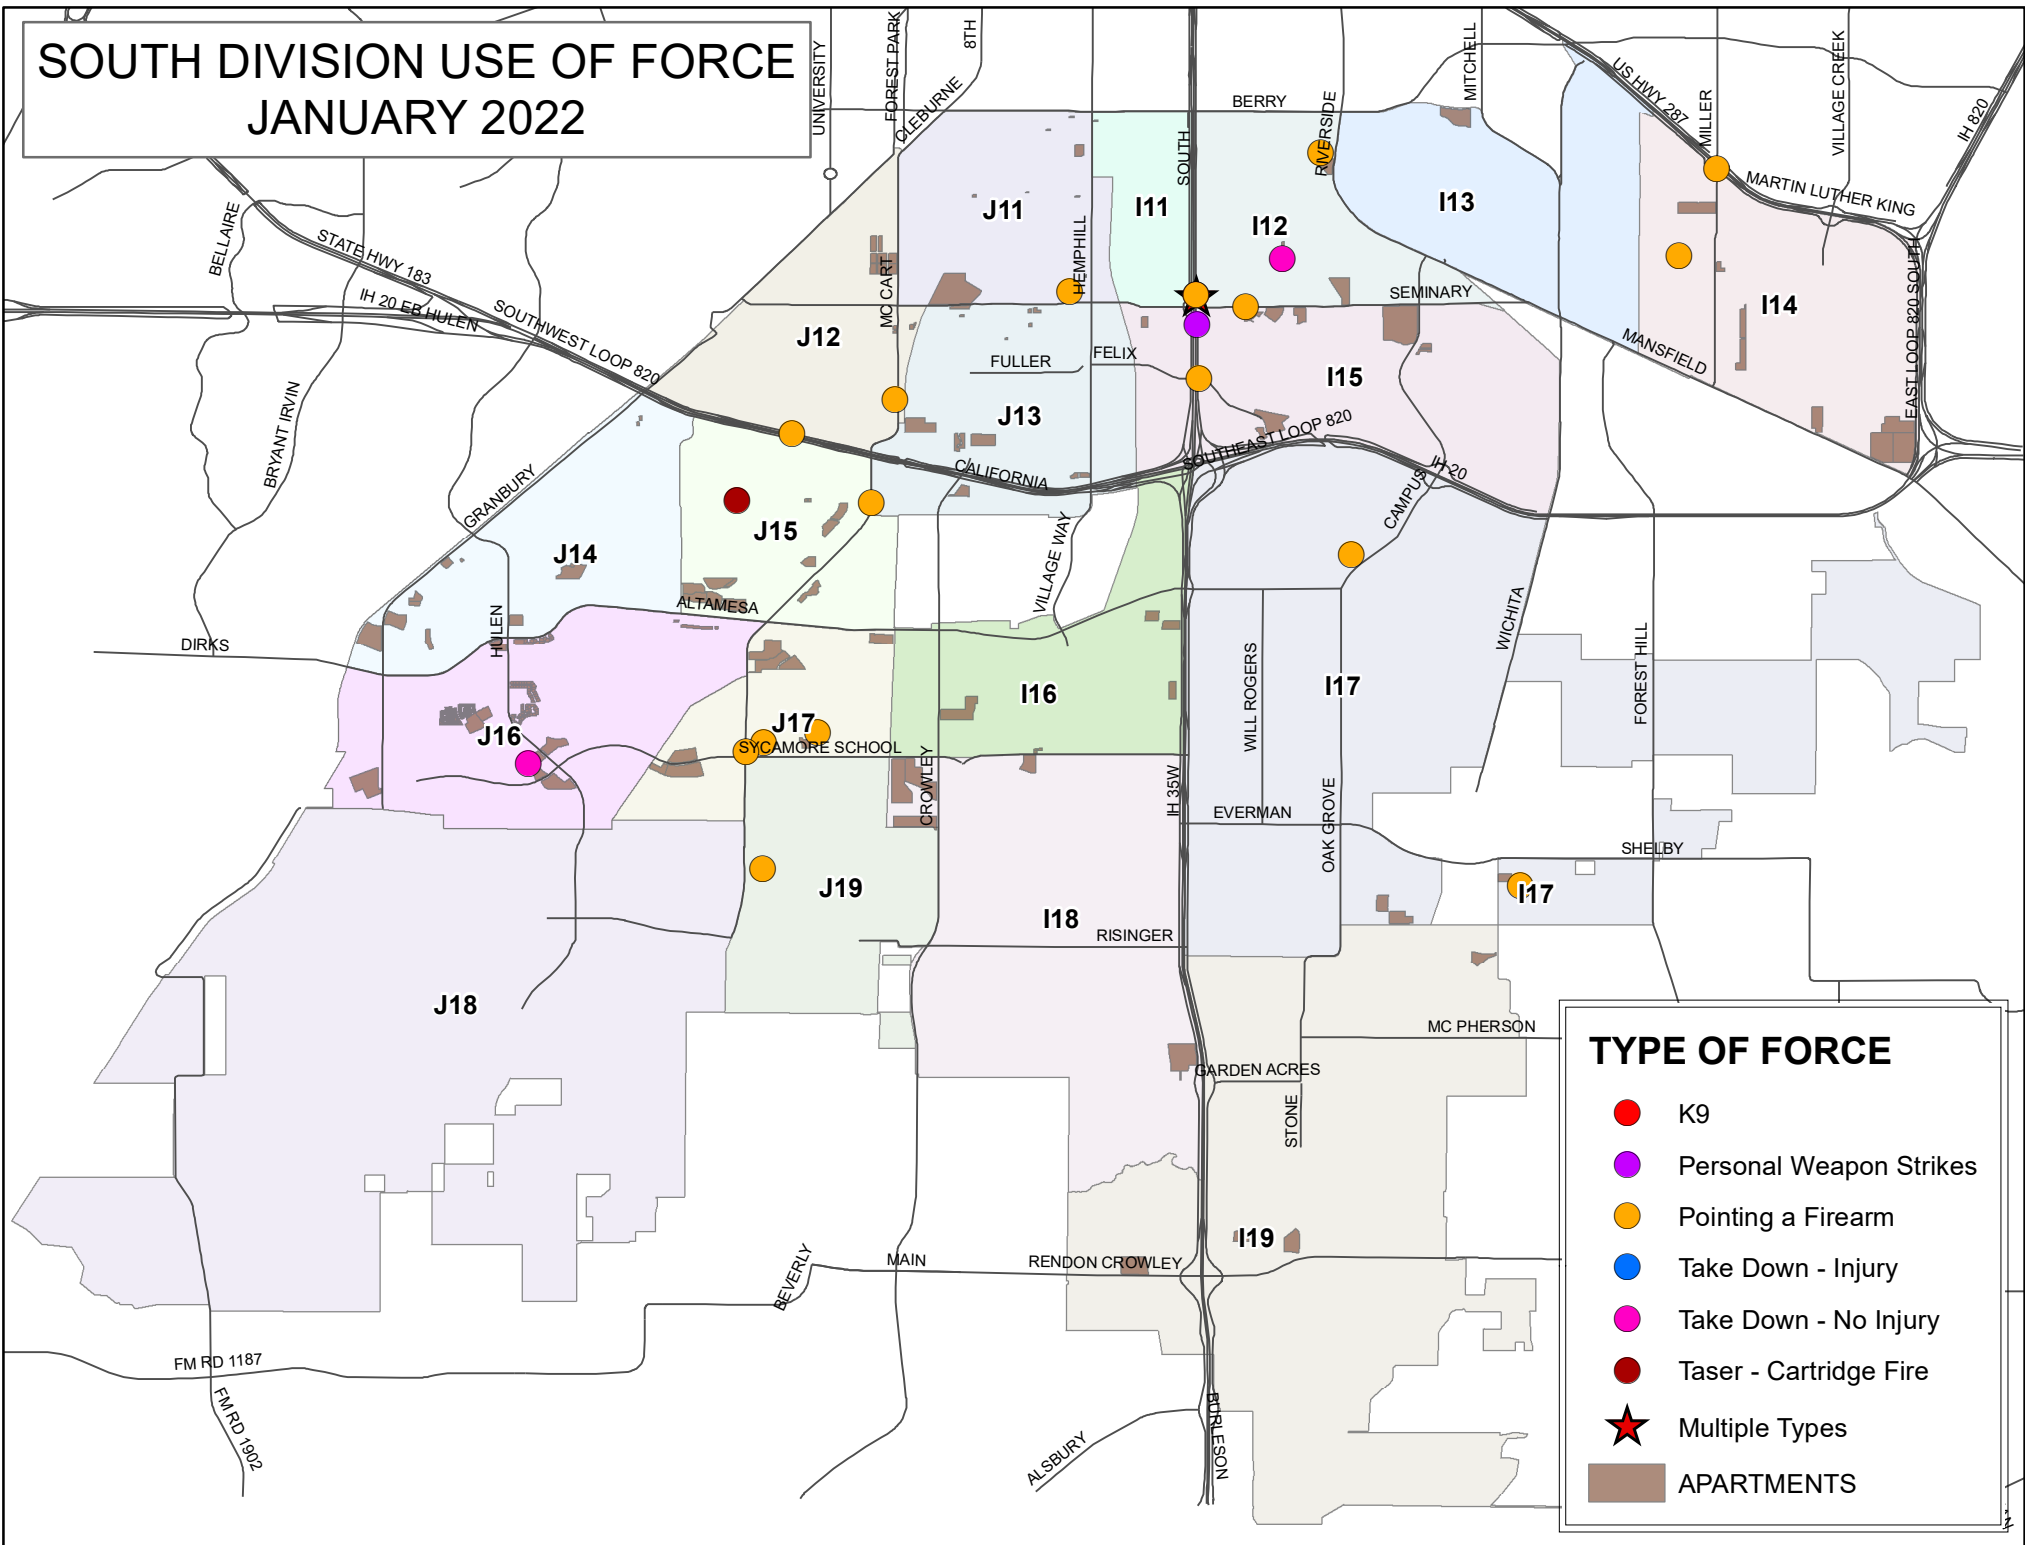 SOUTH DIVISION USE OF FORCE
JANUARY 2022
UNIVERSITY
FOREST PARK
CLEBURNE
8TH
BERRY
SOUTH
RIVERSIDE
MITCHELL
US HWY 287
MILLER
VILLAGE CREEK
IH 820
MARTIN LUTHER KING
EAST LOOP 820 SOUTH
BELLAIRE
STATE HWY 183
IH 20 EB HULEN
SOUTHWEST LOOP 820
MC CART
HEMPHILL
J11
I11
I12
I13
I14
SEMINARY
MANSFIELD
J12
FULLER
FELIX
J13
I15
BRYANT IRVIN
GRANBURY
CALIFORNIA
SOUTHEAST LOOP 820
IH 20
CAMPUS
J14
J15
VILLAGE WAY
ALTAMESA
HULEN
DIRKS
WICHITA
FOREST HILL
WILL ROGERS
I16
I17
J16
J17
SYCAMORE SCHOOL
CROWLEY
IH 35W
EVERMAN
OAK GROVE
SHELBY
J19
I17
I18
RISINGER
J18
MC PHERSON
GARDEN ACRES
STONE
I19
MAIN
RENDON CROWLEY
BEVERLY
FM RD 1187
FM RD 1902
ALSBURY
BURLESON
TYPE OF FORCE
K9
Personal Weapon Strikes
Pointing a Firearm
Take Down - Injury
Take Down - No Injury
Taser - Cartridge Fire
Multiple Types
APARTMENTS